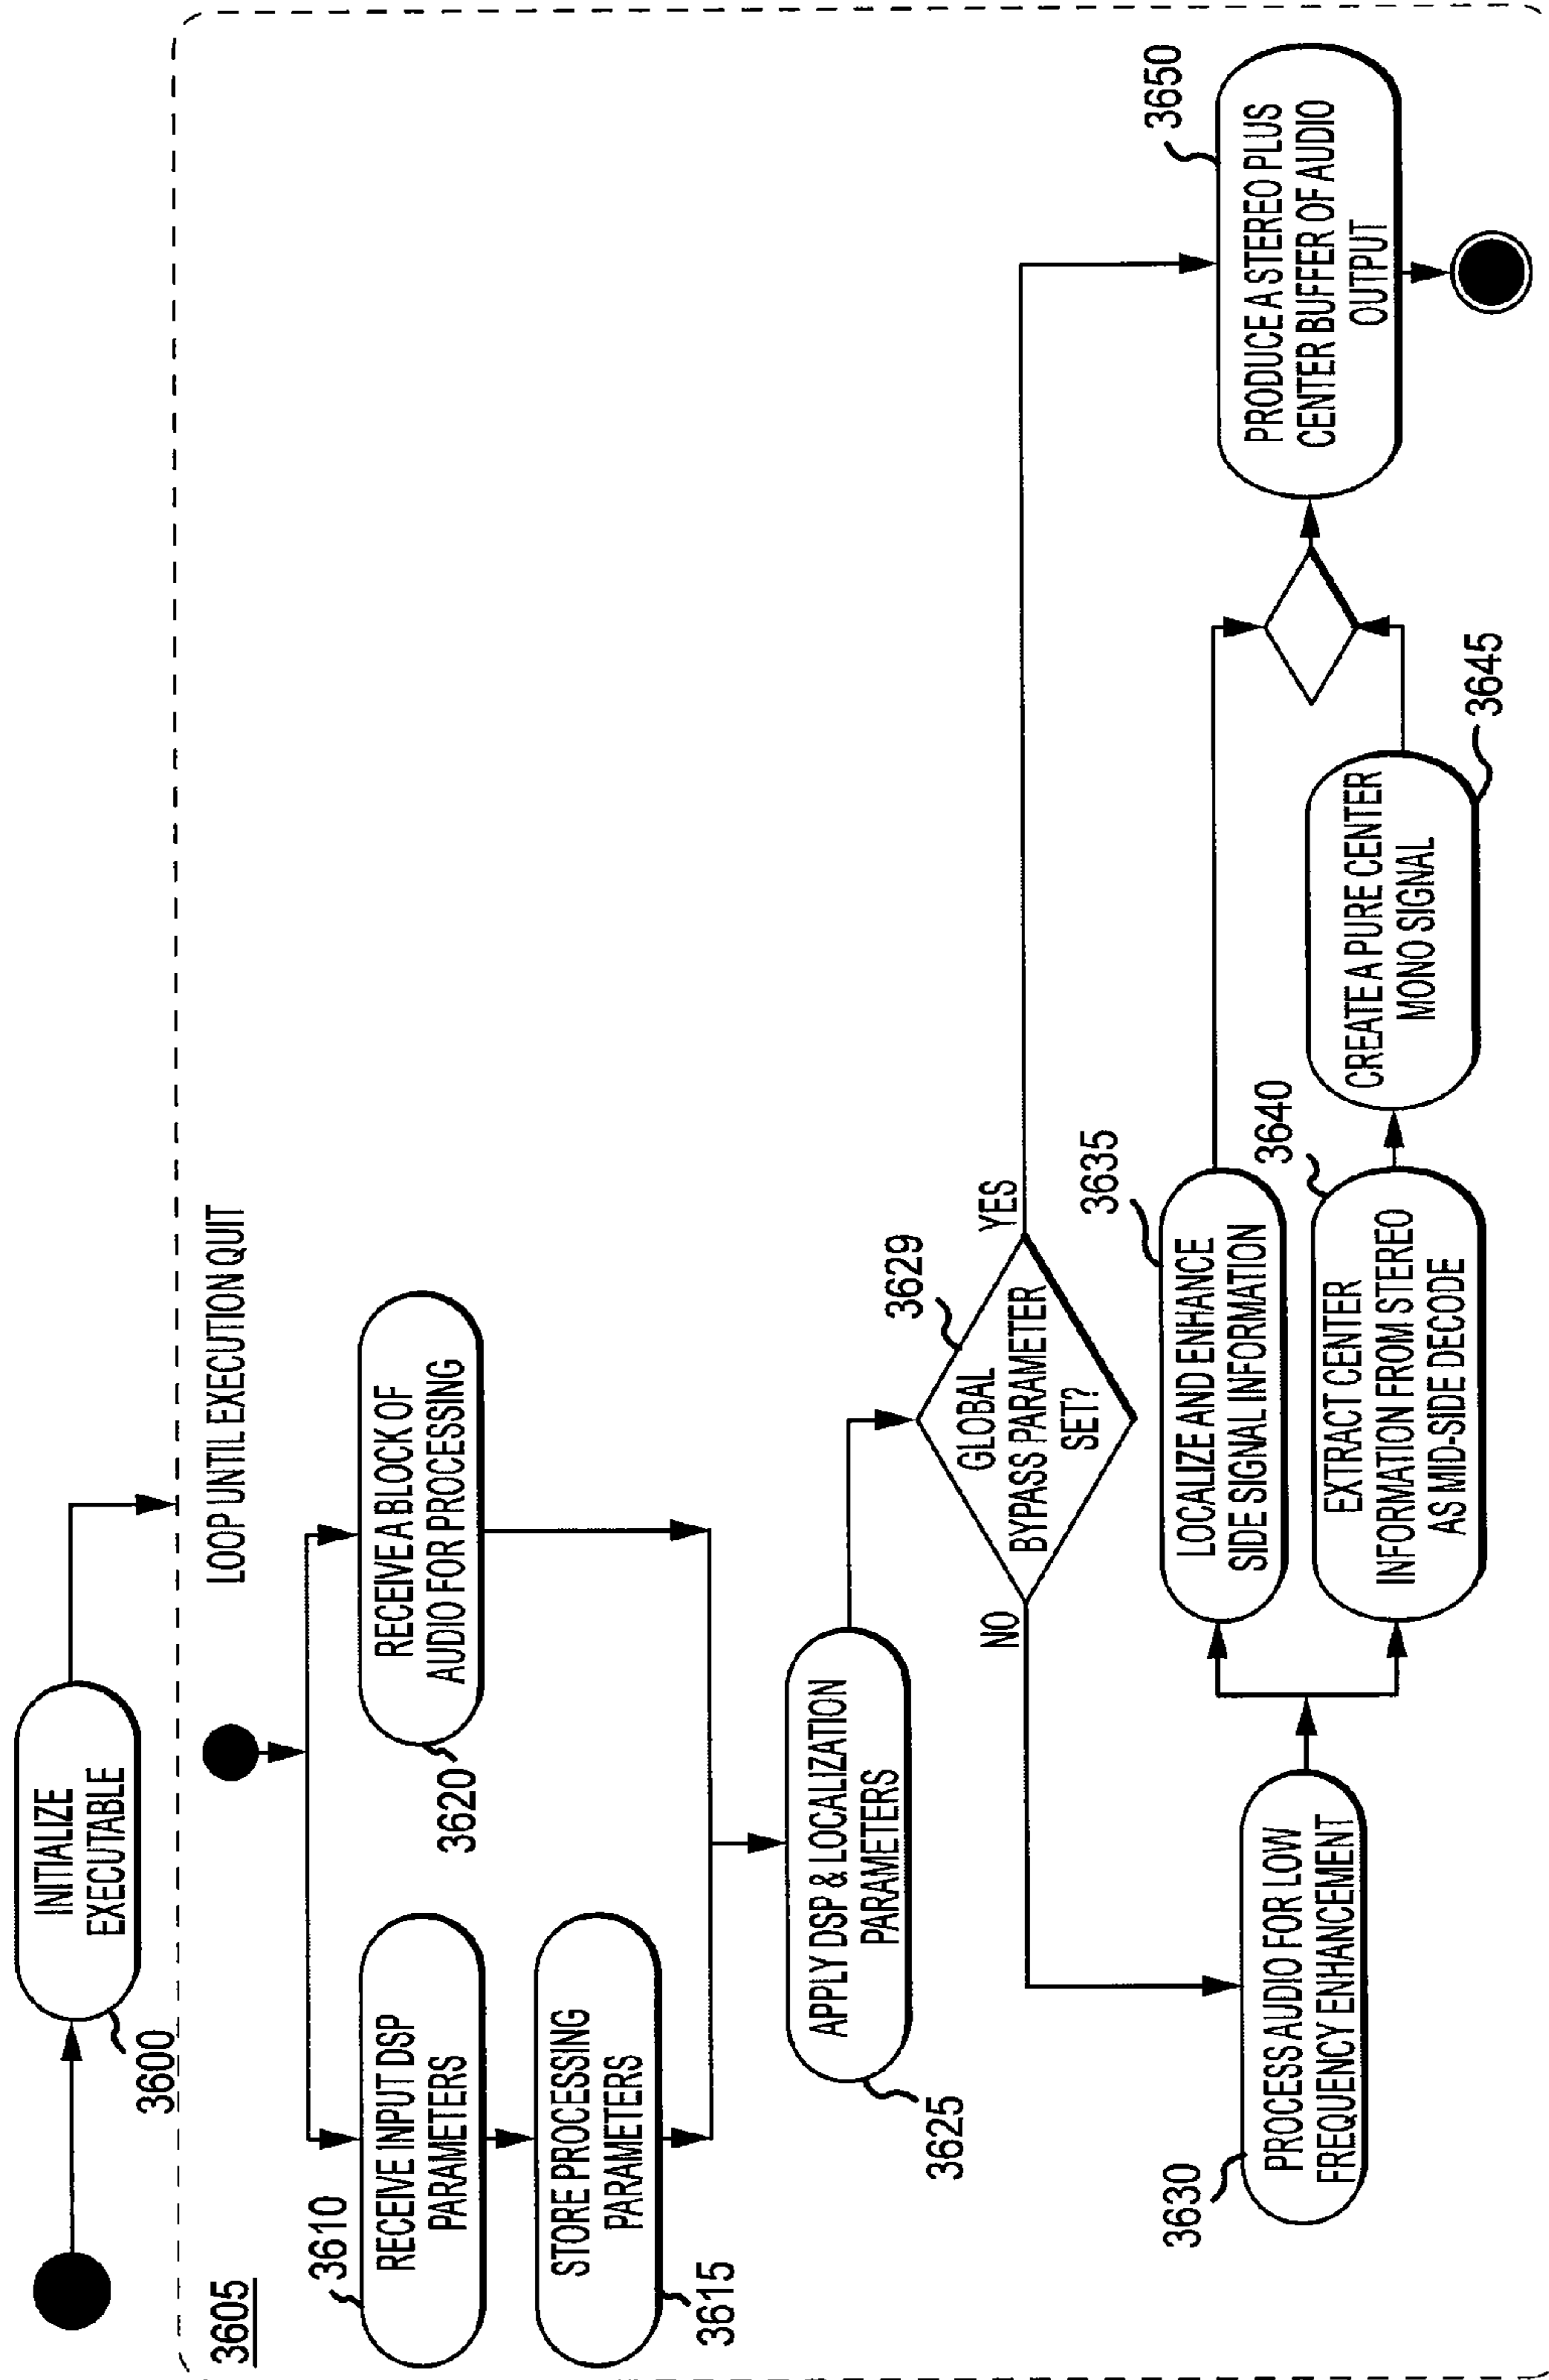 INITIALIZE
EXECUTABLE
3600
3605
LOOP UNTIL EXECUTION QUIT
3610
RECEIVE INPUT DSP
PARAMETERS
STORE PROCESSING
PARAMETERS
3615
RECEIVE A BLOCK OF
AUDIO FOR PROCESSING
3620
APPLY DSP & LOCALIZATION
PARAMETERS
3625
3629
GLOBAL
BYPASS PARAMETER
SET?
NO
YES
3630
PROCESS AUDIO FOR LOW
FREQUENCY ENHANCEMENT
3635
LOCALIZE AND ENHANCE
SIDE SIGNAL INFORMATION
3640
EXTRACT CENTER
INFORMATION FROM STEREO
AS MID-SIDE DECODE
CREATE A PURE CENTER
MONO SIGNAL
3645
3650
PRODUCE A STEREO PLUS
CENTER BUFFER OF AUDIO
OUTPUT